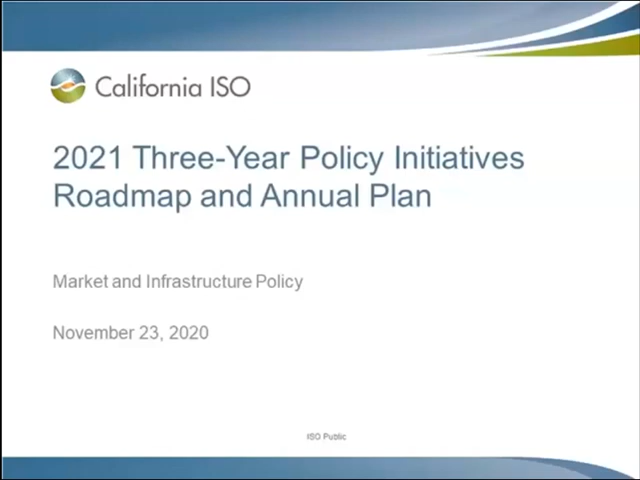 California ISO
2021 Three-Year Policy Initiatives
Roadmap and Annual Plan
Market and Infrastructure Policy
November 23, 2020
ISO Public